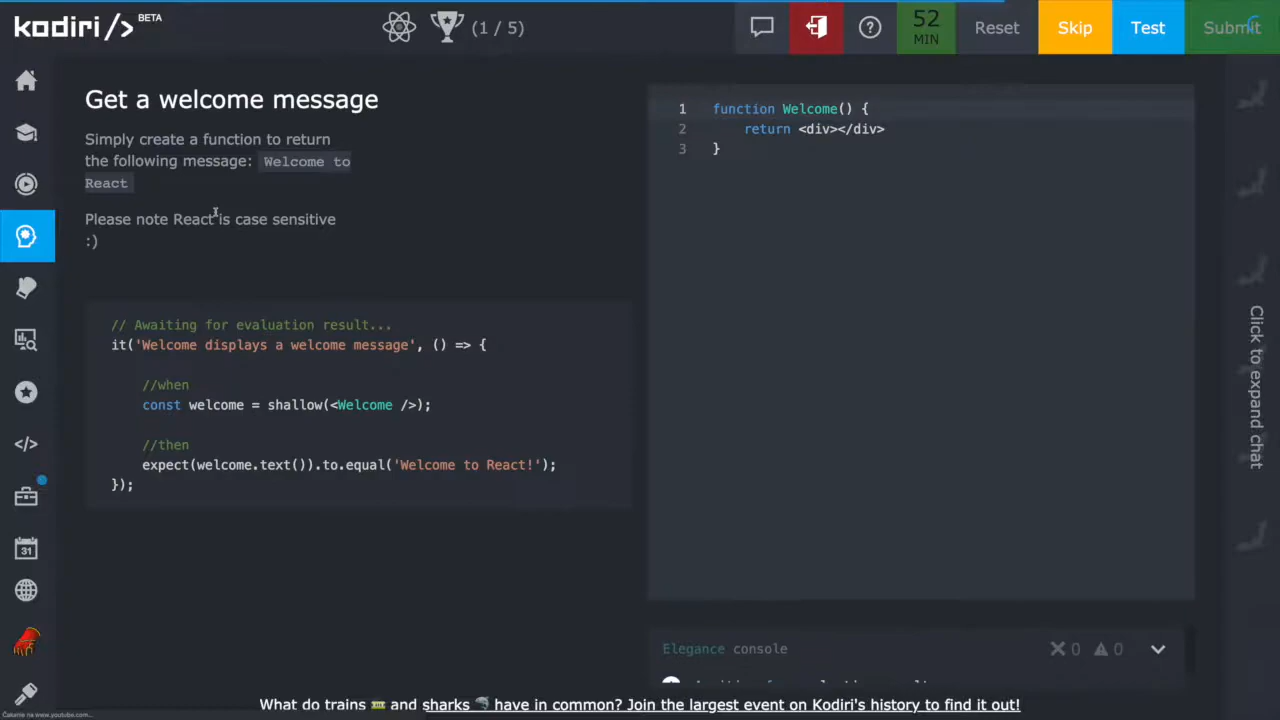 kodiri/> BETA
(1 / 5)
52
MIN
Reset
Skip
Test
Submit
Get a welcome message
Simply create a function to return
the following message: Welcome to
React
Please note React is case sensitive
:)
// Awaiting for evaluation result...
it('Welcome displays a welcome message', () => {
//when
const welcome = shallow(<Welcome />);
//then
expect(welcome.text()).to.equal('Welcome to React!');
});
1 function Welcome() {
2 return <div></div>
3 }
Click to expand chat
31
Elegance console
0
0
What do trains 🚃 and sharks 🦈 have in common? Join the largest event on Kodiri's history to find it out!